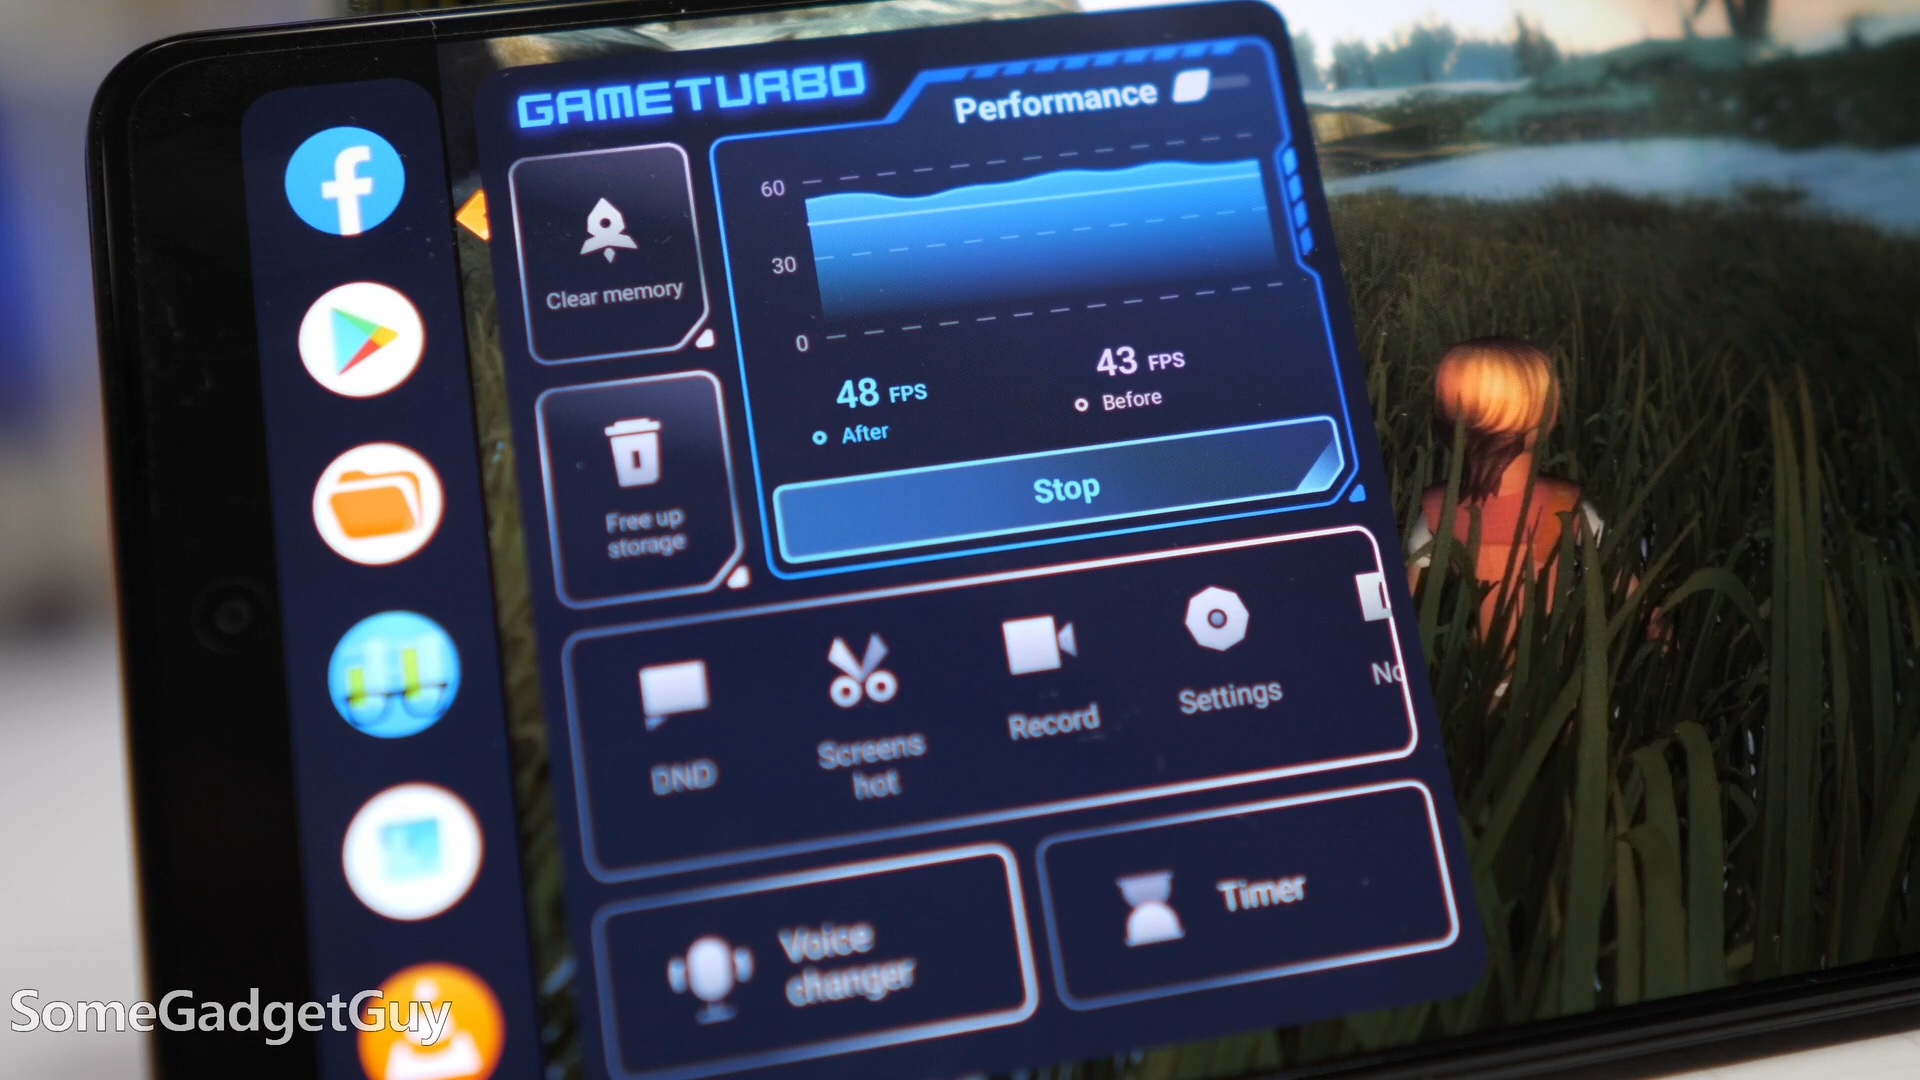 GAMETURBO
Performance
Clear memory
Free up
storage
60
30
0
48 FPS
After
43 FPS
Before
Stop
DND
Screens
hot
Record
Settings
No
Voice
changer
Timer
SomeGadgetGuy